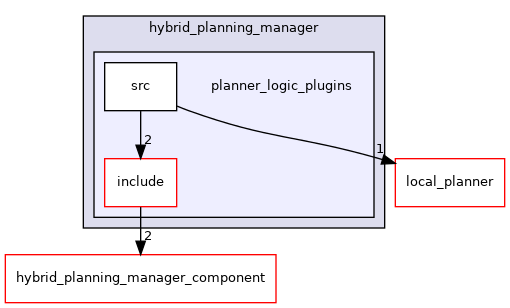 hybrid_planning_manager
src
planner_logic_plugins
2
1
include
local_planner
2
hybrid_planning_manager_component